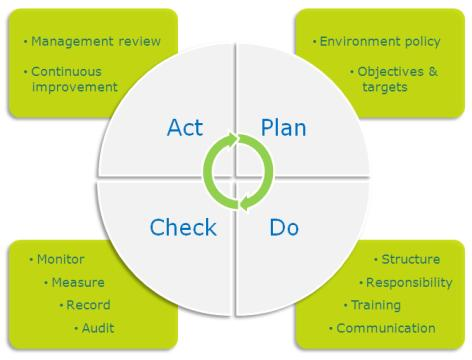 • Management review
• Continuous
improvement
• Environment policy
• Objectives &
targets
Act
Plan
Check
Do
• Monitor
• Measure
• Record
• Audit
• Structure
• Responsibility
• Training
• Communication